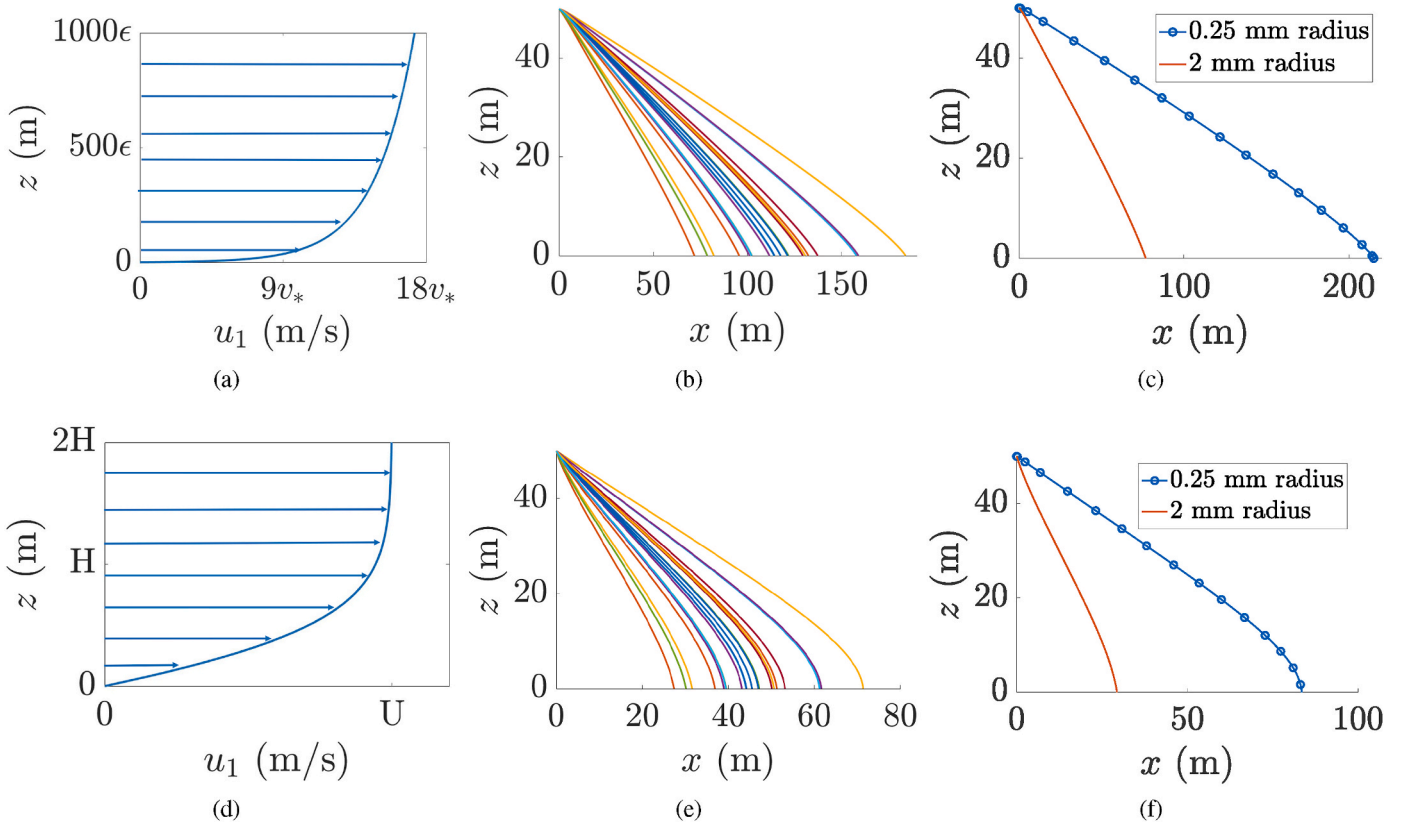 1000ϵ
500ϵ
0
z (m)
0
9v*
18v*
u₁ (m/s)
(a)
40
20
0
z (m)
0
50
100
150
x (m)
(b)
0.25 mm radius
2 mm radius
40
20
0
z (m)
0
100
200
x (m)
(c)
2H
H
0
z (m)
0
U
u₁ (m/s)
(d)
40
20
0
z (m)
0
20
40
60
80
x (m)
(e)
0.25 mm radius
2 mm radius
40
20
0
z (m)
0
50
100
x (m)
(f)